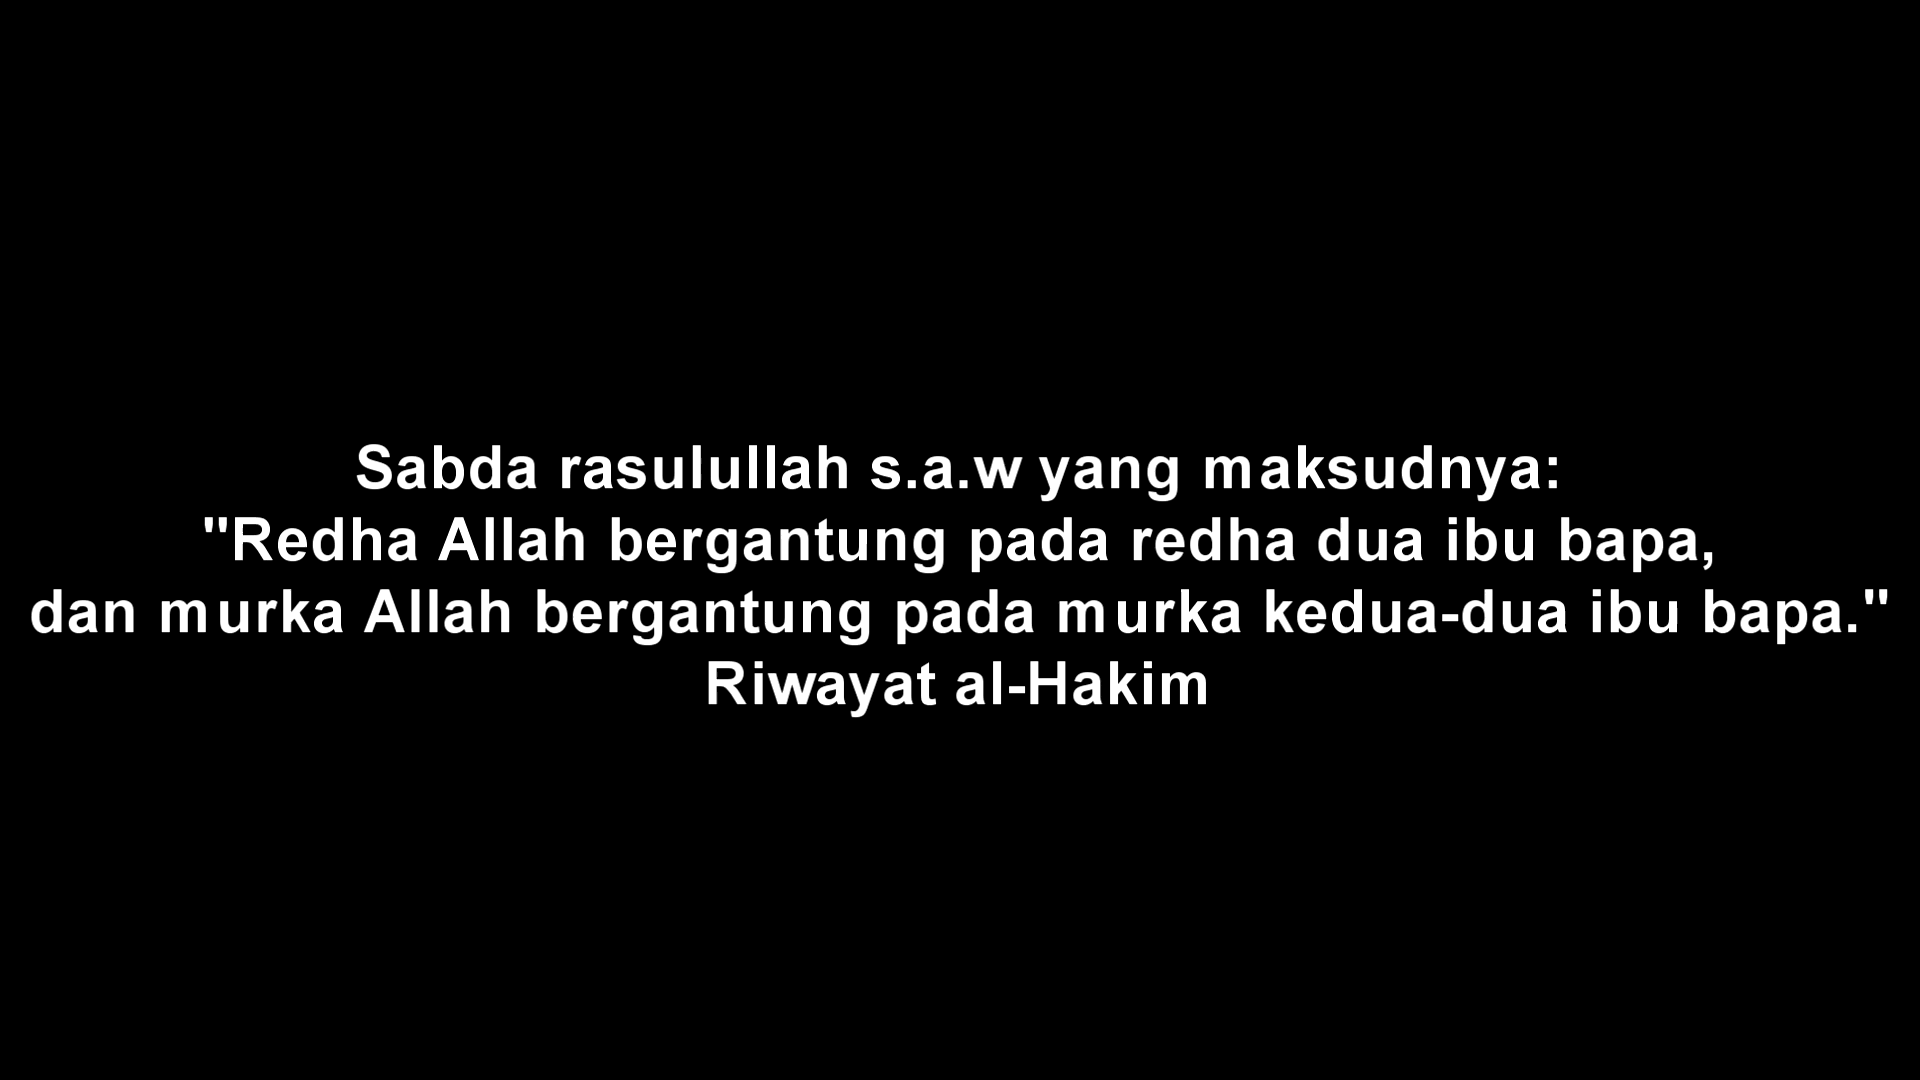 Sabda rasulullah s.a.w yang maksudnya:
"Redha Allah bergantung pada redha dua ibu bapa,
dan murka Allah bergantung pada murka kedua-dua ibu bapa."
Riwayat al-Hakim